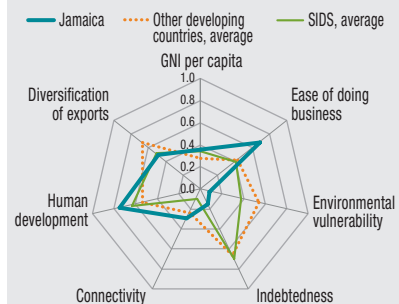 Jamaica
Other developing
countries, average
SIDS, average
GNI per capita
1.0
0.8
0.6
0.4
0.2
0.0
Diversification
of exports
Ease of doing
business
Human
development
Environmental
vulnerability
Connectivity
Indebtedness